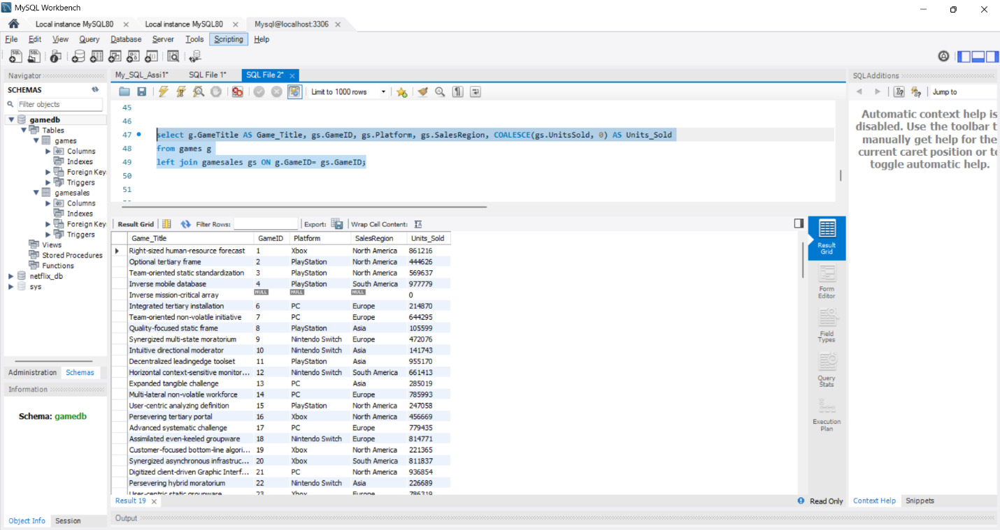 MySQL Workbench
Local instance MySQL80 Local instance MySQL80 Mysql@localhost:3306
File Edit View Query Database Server Tools Scripting Help
Navigator
SCHEMAS
Filter objects
gamedb
Tables
games
Columns
Indexes
Foreign Key
Triggers
gamesales
Columns
Indexes
Foreign Key
Triggers
Views
Stored Procedures
Functions
netflix_db
sys
Administration Schemas
Information
Schema: gamedb
Object Info Session
My_SQL_Assi1* SQL File 1* SQL File 2*
Limit to 1000 rows
45
46
47 select g.GameTitle AS Game_Title, gs.GameID, gs.Platform, gs.SalesRegion, COALESCE(gs.UnitsSold, 0) AS Units_Sold
48 from games g
49 left join gamesales gs ON g.GameID= gs.GameID;
50
51
Result Grid Filter Rows: Export: Wrap Cell Content:
Game_Title GameID Platform SalesRegion Units_Sold
Right-sized human-resource forecast 1 Xbox North America 861216
Optional tertiary frame 2 PlayStation North America 444626
Team-oriented static standardization 3 PlayStation North America 569637
Inverse mobile database 4 PlayStation South America 977779
Inverse mission-critical array NULL NULL NULL 0
Integrated tertiary installation 6 PC Europe 214870
Team-oriented non-volatile initiative 7 PC Europe 644295
Quality-focused static frame 8 PlayStation Asia 105599
Synergized multi-state moratorium 9 Nintendo Switch Europe 472076
Intuitive directional moderator 10 Nintendo Switch Asia 141743
Decentralized leadingedge toolset 11 PlayStation Asia 955170
Horizontal context-sensitive monitor... 12 Nintendo Switch South America 661413
Expanded tangible challenge 13 PC Asia 285019
Multi-lateral non-volatile workforce 14 PC Europe 785993
User-centric analyzing definition 15 PlayStation North America 247058
Persevering tertiary portal 16 Xbox North America 456669
Advanced systematic challenge 17 PC Europe 779435
Assimilated even-keeled groupware 18 Nintendo Switch Europe 814771
Customer-focused bottom-line algori... 19 Xbox North America 221365
Synergized asynchronous infrastruc... 20 Xbox South America 811837
Digitized client-driven Graphic Interf... 21 PC North America 936854
Persevering hybrid moratorium 22 Nintendo Switch Asia 226689
User-centric static groupware 23 Xbox Europe 786319
Result 19
Read Only
Output
Result
Grid
Form
Editor
Field
Types
Query
Stats
Execution
Plan
SQLAdditions
Jump to
Automatic context help is
disabled. Use the toolbar t
manually get help for the
current caret position or to
toggle automatic help.
Context Help Snippets